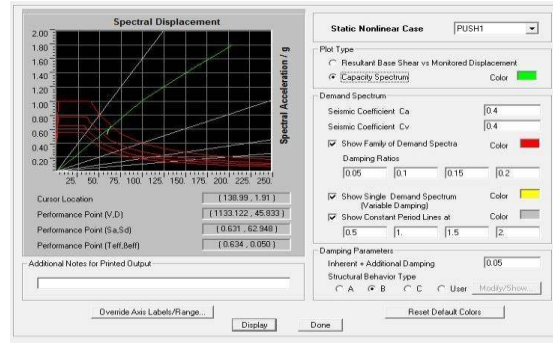 Spectral Displacement
2.00
1.80
1.60
1.40
1.20
1.00
0.80
0.60
0.40
0.20
25. 50. 75. 100. 125. 150. 175. 200. 225. 250.
Spectral Acceleration / g
Cursor Location (138.99 , 1.91 )
Performance Point (V,D) ( 1133.122 , 45.833 )
Performance Point (Sa,Sd) ( 0.631 , 62.948 )
Performance Point (Teff,Beff) ( 0.634 , 0.050 )
Additional Notes for Printed Output
Override Axis Labels/Range...
Display
Done
Static Nonlinear Case PUSH1
Plot Type
Resultant Base Shear vs Monitored Displacement
Capacity Spectrum Color
Demand Spectrum
Seismic Coefficient Ca 0.4
Seismic Coefficient Cv 0.4
Show Family of Demand Spectra Color
Damping Ratios
0.05 0.1 0.15 0.2
Show Single Demand Spectrum Color
(Variable Damping)
Show Constant Period Lines at Color
0.5 1. 1.5 2.
Damping Parameters
Inherent + Additional Damping 0.05
Structural Behavior Type
A B C User Modify/Show...
Reset Default Colors